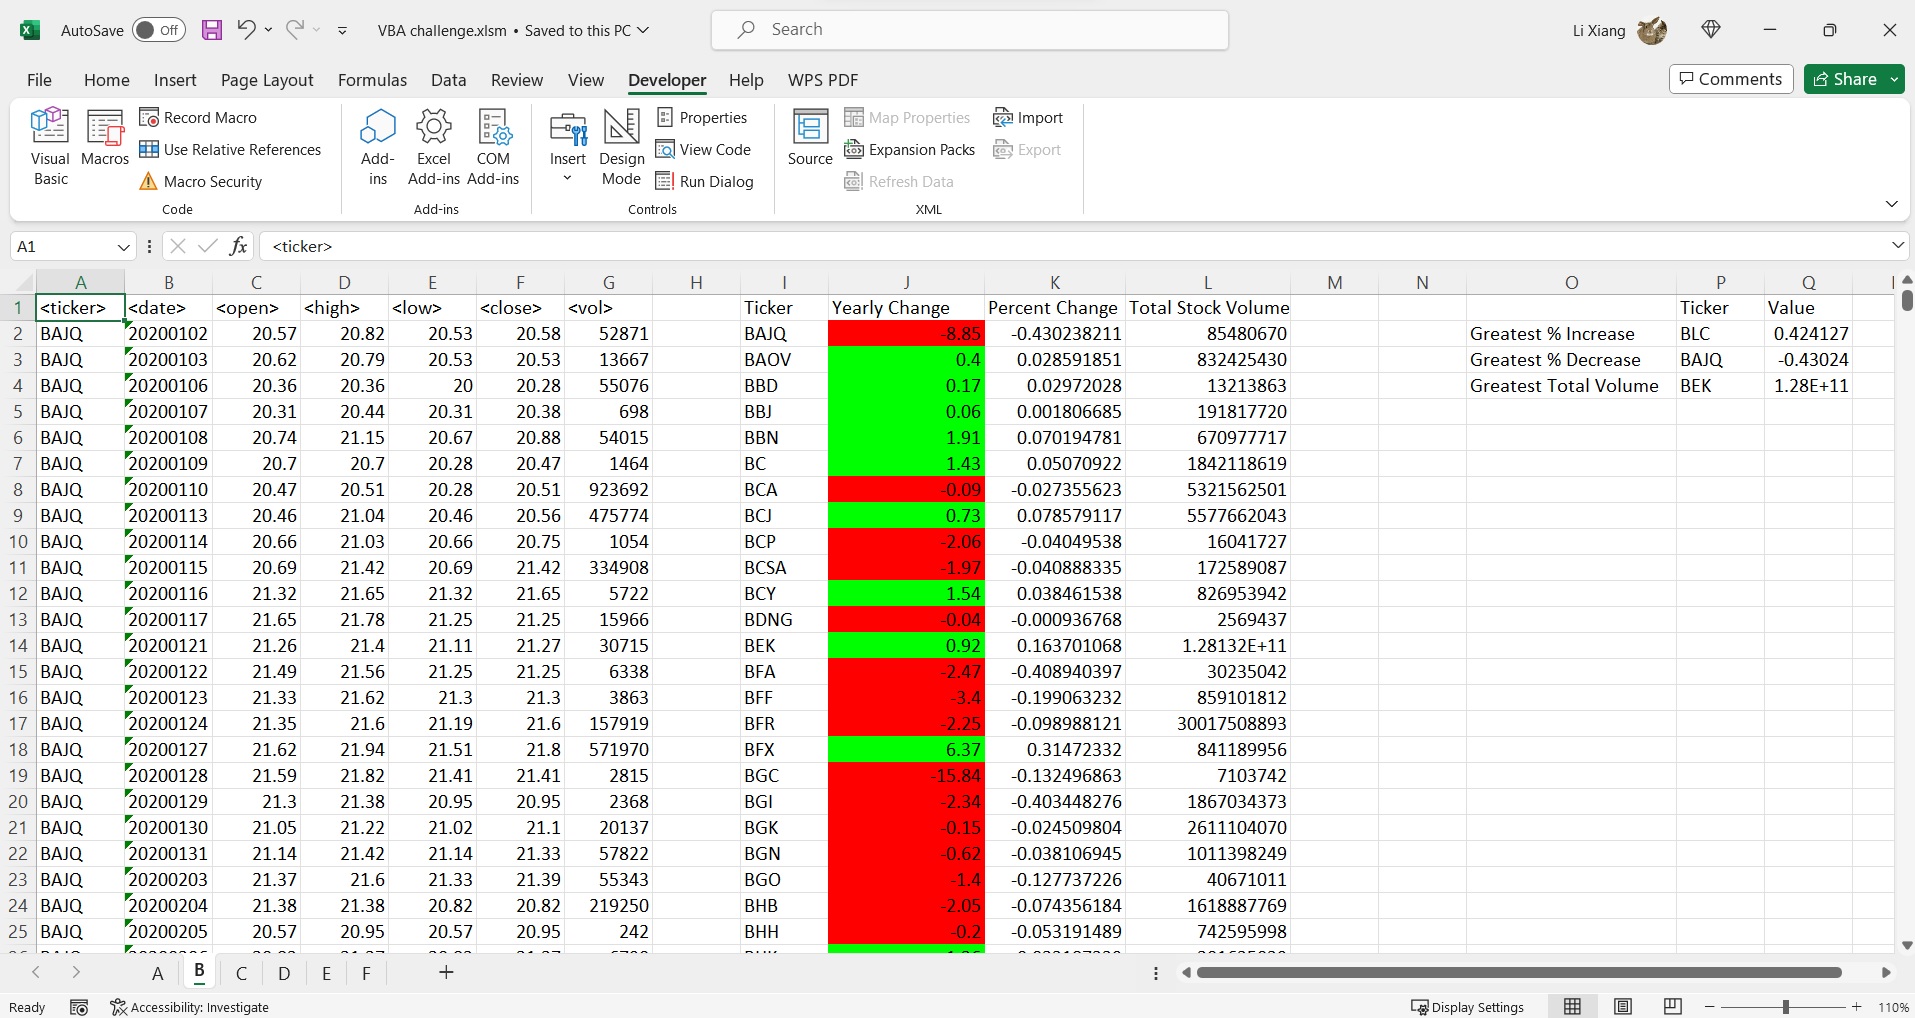 AutoSave Off VBA challenge.xlsm • Saved to this PC Search Li Xiang
File Home Insert Page Layout Formulas Data Review View Developer Help WPS PDF Comments Share
Visual Basic
Macros
Record Macro
Use Relative References
Macro Security
Code
Add-ins
Excel Add-ins
COM Add-ins
Add-ins
Insert
Design Mode
Properties
View Code
Run Dialog
Controls
Source
Map Properties
Expansion Packs
Refresh Data
Import
Export
XML
A1 fx <ticker>
A B C D E F G H I J K L M N O P Q
1 <ticker> <date> <open> <high> <low> <close> <vol> Ticker Yearly Change Percent Change Total Stock Volume Ticker Value
2 BAJQ 20200102 20.57 20.82 20.53 20.58 52871 BAJQ -8.85 -0.430238211 85480670 Greatest % Increase BLC 0.424127
3 BAJQ 20200103 20.62 20.79 20.53 20.53 13667 BAOV 0.4 0.028591851 832425430 Greatest % Decrease BAJQ -0.43024
4 BAJQ 20200106 20.36 20.36 20 20.28 55076 BBD 0.17 0.02972028 13213863 Greatest Total Volume BEK 1.28E+11
5 BAJQ 20200107 20.31 20.44 20.31 20.38 698 BBJ 0.06 0.001806685 191817720
6 BAJQ 20200108 20.74 21.15 20.67 20.88 54015 BBN 1.91 0.070194781 670977717
7 BAJQ 20200109 20.7 20.7 20.28 20.47 1464 BC 1.43 0.05070922 1842118619
8 BAJQ 20200110 20.47 20.51 20.28 20.51 923692 BCA -0.09 -0.027355623 5321562501
9 BAJQ 20200113 20.46 21.04 20.46 20.56 475774 BCJ 0.73 0.078579117 5577662043
10 BAJQ 20200114 20.66 21.03 20.66 20.75 1054 BCP -2.06 -0.04049538 16041727
11 BAJQ 20200115 20.69 21.42 20.69 21.42 334908 BCSA -1.97 -0.040888335 172589087
12 BAJQ 20200116 21.32 21.65 21.32 21.65 5722 BCY 1.54 0.038461538 826953942
13 BAJQ 20200117 21.65 21.78 21.25 21.25 15966 BDNG -0.04 -0.000936768 2569437
14 BAJQ 20200121 21.26 21.4 21.11 21.27 30715 BEK 0.92 0.163701068 1.28132E+11
15 BAJQ 20200122 21.49 21.56 21.25 21.25 6338 BFA -2.47 -0.408940397 30235042
16 BAJQ 20200123 21.33 21.62 21.3 21.3 3863 BFF -3.4 -0.199063232 859101812
17 BAJQ 20200124 21.35 21.6 21.19 21.6 157919 BFR -2.25 -0.098988121 30017508893
18 BAJQ 20200127 21.62 21.94 21.51 21.8 571970 BFX 6.37 0.31472332 841189956
19 BAJQ 20200128 21.59 21.82 21.41 21.41 2815 BGC -15.84 -0.132496863 7103742
20 BAJQ 20200129 21.3 21.38 20.95 20.95 2368 BGI -2.34 -0.403448276 1867034373
21 BAJQ 20200130 21.05 21.22 21.02 21.1 20137 BGK -0.15 -0.024509804 2611104070
22 BAJQ 20200131 21.14 21.42 21.14 21.33 57822 BGN -0.62 -0.038106945 1011398249
23 BAJQ 20200203 21.37 21.6 21.33 21.39 55343 BGO -1.4 -0.127737226 40671011
24 BAJQ 20200204 21.38 21.38 20.82 20.82 219250 BHB -2.05 -0.074356184 1618887769
25 BAJQ 20200205 20.57 20.95 20.57 20.95 242 BHH -0.2 -0.053191489 742595998
A B C D E F
Ready Accessibility: Investigate Display Settings 110%